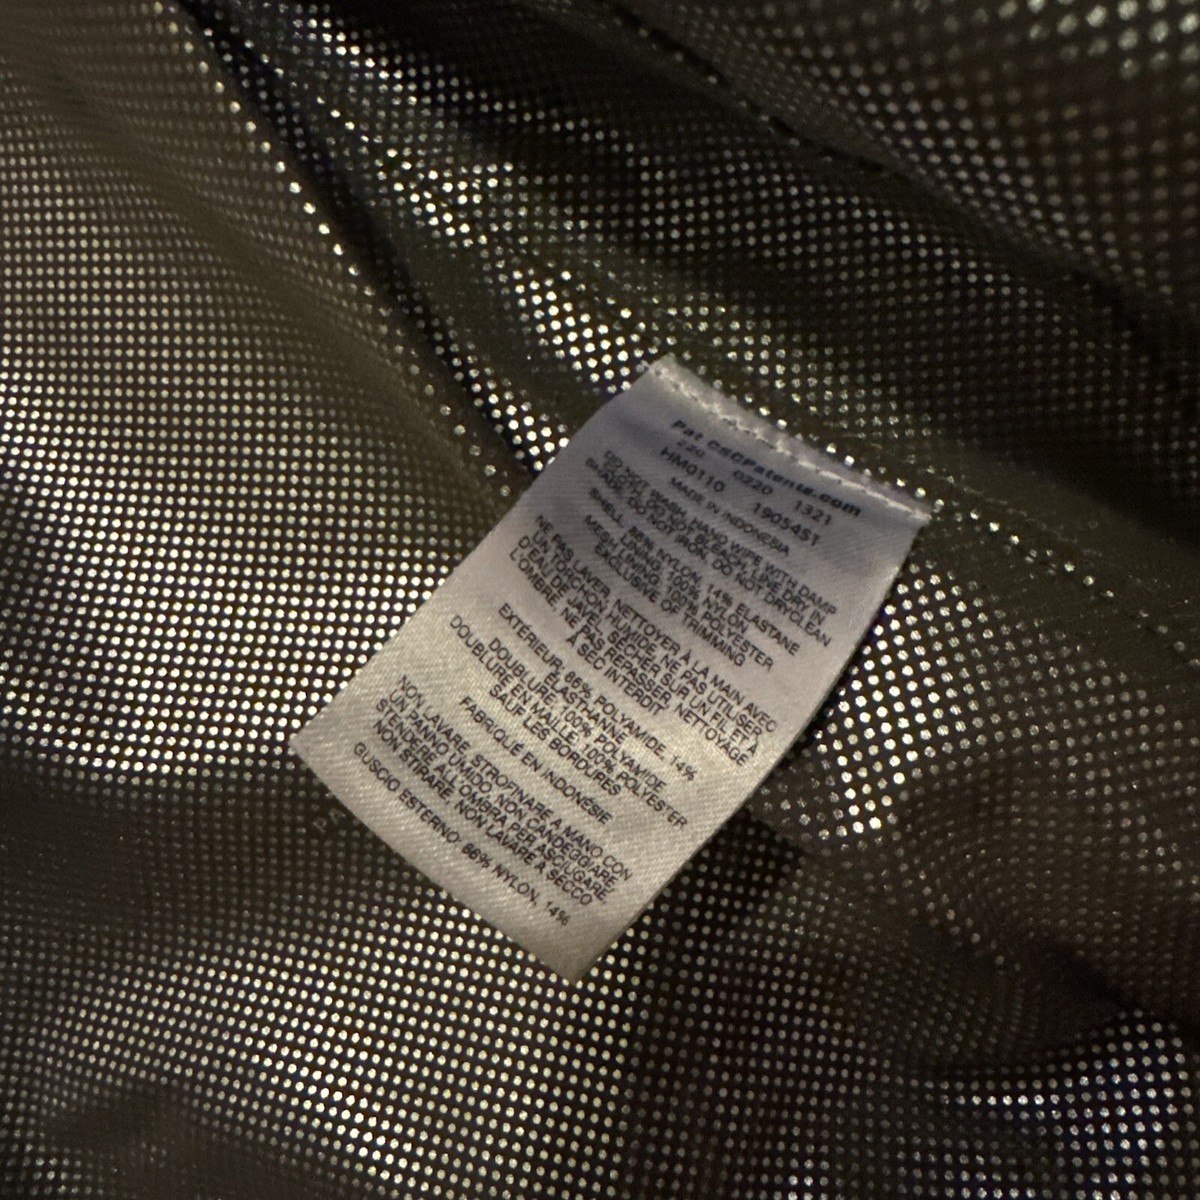 Pat CSCPatents.com
220 0220 1321
HM0110 1905451
MADE IN INDONESIA
DO NOT WASH, HAND WIPE WITH DAMP
CLOTH, DO NOT BLEACH, LINE DRY IN
SHADE, DO NOT IRON, DO NOT DRYCLEAN
SHELL: 86% NYLON, 14% ELASTANE
LINING: 100% NYLON
MESH LINING: 100% POLYESTER
EXCLUSIVE OF TRIMMING
NE PAS LAVER, NETTOYER À LA MAIN AVEC
UN TORCHON HUMIDE, NE PAS UTILISER
D'EAU DE JAVEL, SÉCHER SUR UN FIL ET À
L'OMBRE, NE PAS REPASSER, NETTOYAGE
À SEC INTERDIT
EXTÉRIEUR: 86% POLYAMIDE, 14%
ÉLASTHANNE
DOUBLURE: 100% POLYAMIDE
DOUBLURE EN MAILLE: 100% POLYESTER
SAUF LES BORDURES
FABRIQUÉ EN INDONÉSIE
NON LAVARE, STROFINARE A MANO CON
UN PANNO UMIDO, NON CANDEGGIARE,
STENDERE ALL'OMBRA PER ASCIUGARE,
NON STIRARE, NON LAVARE A SECCO
GUSCIO ESTERNO: 86% NYLON, 14%